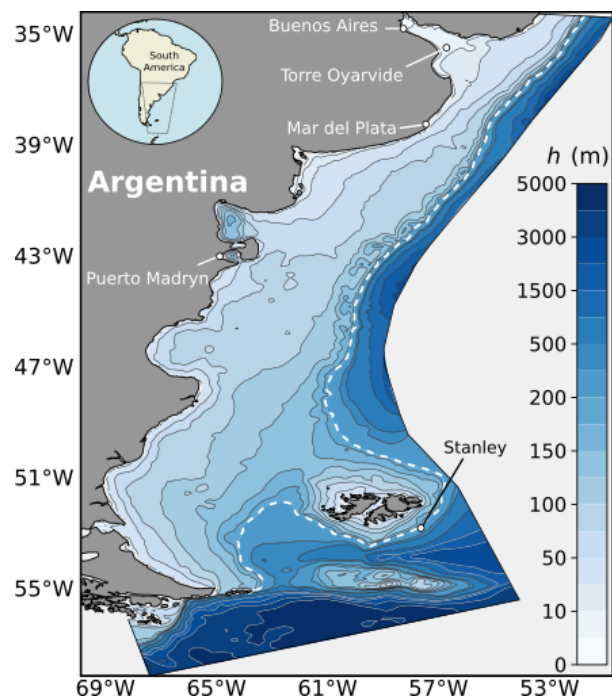 35°W
39°W
43°W
47°W
51°W
55°W
South
America
Buenos Aires
Torre Oyarvide
Mar del Plata
Argentina
Puerto Madryn
Stanley
h (m)
5000
3000
1500
500
200
150
100
50
10
0
69°W
65°W
61°W
57°W
53°W